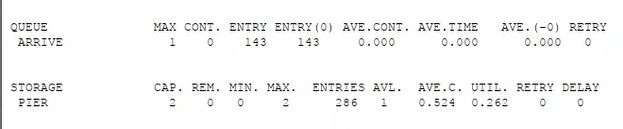 QUEUE MAX CONT. ENTRY ENTRY(0) AVE.CONT. AVE.TIME AVE.(-0) RETRY
ARRIVE 1 0 143 143 0.000 0.000 0.000 0
STORAGE CAP. REM. MIN. MAX. ENTRIES AVL. AVE.C. UTIL. RETRY DELAY
PIER 2 0 0 2 286 1 0.524 0.262 0 0